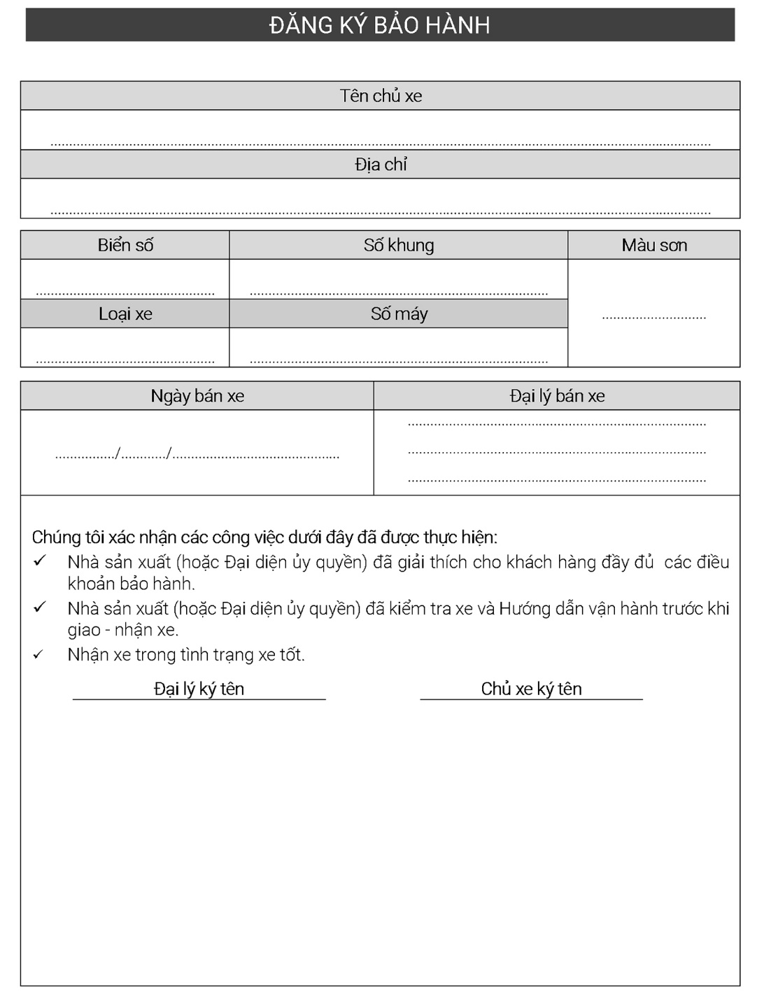 ĐĂNG KÝ BẢO HÀNH
Tên chủ xe
................................................................................
Địa chỉ
................................................................................
Biển số Số khung Màu sơn
................................ ................................
Loại xe Số máy
............................
................................ ................................
Ngày bán xe Đại lý bán xe
................................................................................
................/............/.............................................
................................................................................
................................................................................
Chúng tôi xác nhận các công việc dưới đây đã được thực hiện:
✓ Nhà sản xuất (hoặc Đại diện ủy quyền) đã giải thích cho khách hàng đầy đủ các điều
khoản bảo hành.
✓ Nhà sản xuất (hoặc Đại diện ủy quyền) đã kiểm tra xe và Hướng dẫn vận hành trước khi
giao - nhận xe.
✓ Nhận xe trong tình trạng xe tốt.
Đại lý ký tên Chủ xe ký tên